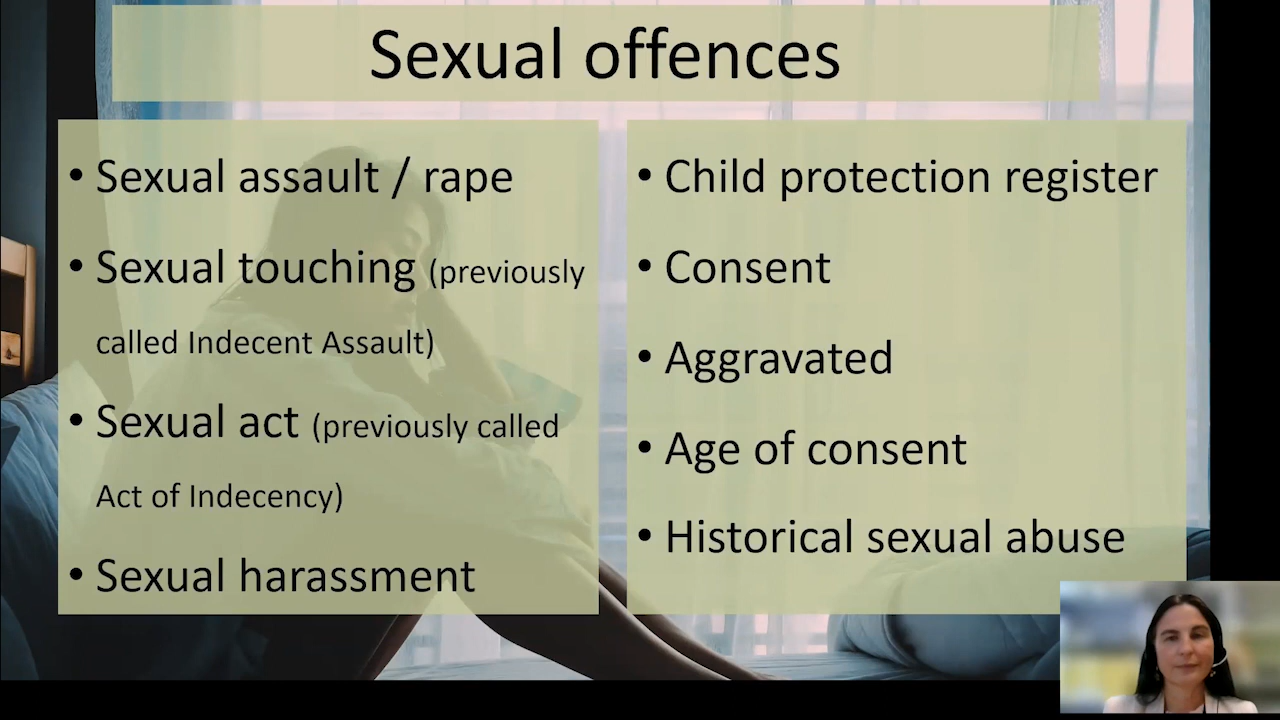 Sexual offences
• Sexual assault / rape
• Sexual touching (previously
called Indecent Assault)
• Sexual act (previously called
Act of Indecency)
• Sexual harassment
• Child protection register
• Consent
• Aggravated
• Age of consent
• Historical sexual abuse